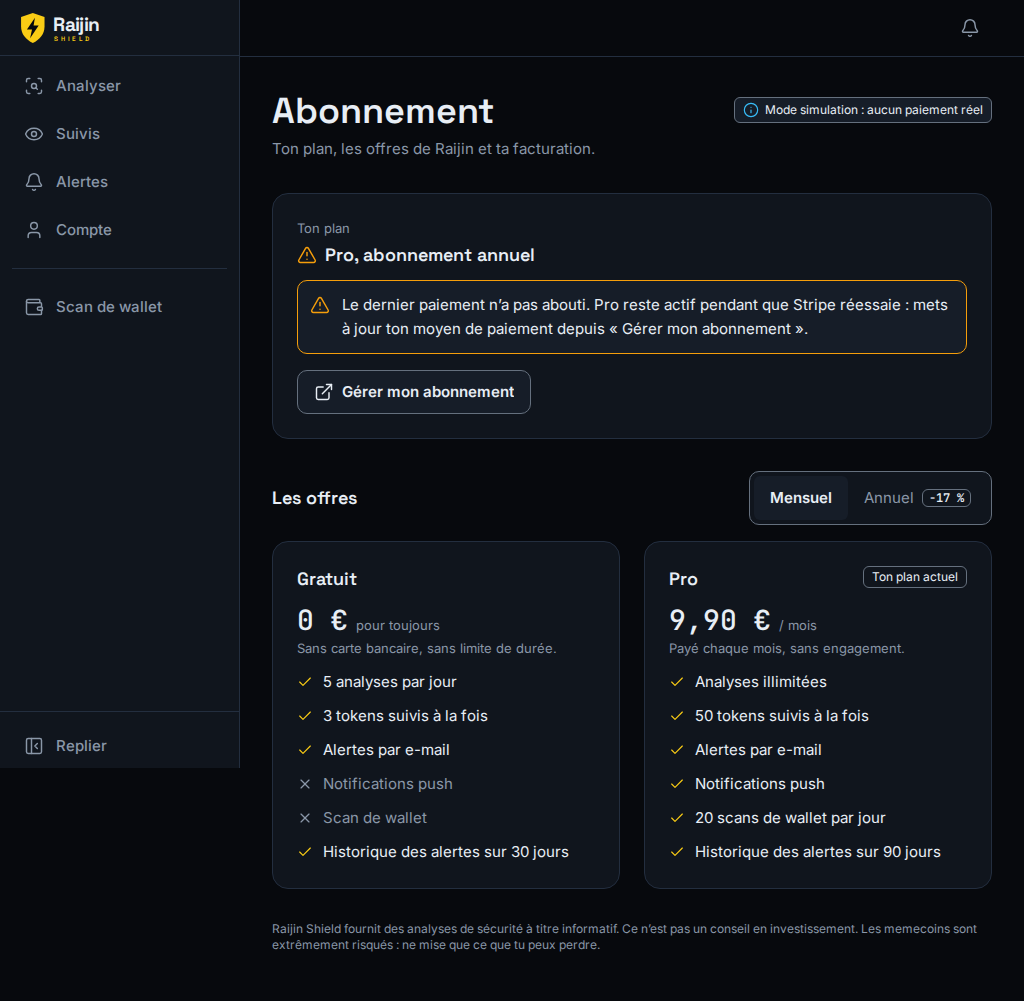 Raijin
SHIELD
Analyser
Suivis
Alertes
Compte
Scan de wallet
Replier
Abonnement
Mode simulation : aucun paiement réel
Ton plan, les offres de Raijin et ta facturation.
Ton plan
Pro, abonnement annuel
Le dernier paiement n’a pas abouti. Pro reste actif pendant que Stripe réessaie : mets
à jour ton moyen de paiement depuis « Gérer mon abonnement ».
Gérer mon abonnement
Les offres
Mensuel
Annuel -17 %
Gratuit
0 € pour toujours
Sans carte bancaire, sans limite de durée.
5 analyses par jour
3 tokens suivis à la fois
Alertes par e-mail
Notifications push
Scan de wallet
Historique des alertes sur 30 jours
Pro
Ton plan actuel
9,90 € / mois
Payé chaque mois, sans engagement.
Analyses illimitées
50 tokens suivis à la fois
Alertes par e-mail
Notifications push
20 scans de wallet par jour
Historique des alertes sur 90 jours
Raijin Shield fournit des analyses de sécurité à titre informatif. Ce n’est pas un conseil en investissement. Les memecoins sont
extrêmement risqués : ne mise que ce que tu peux perdre.